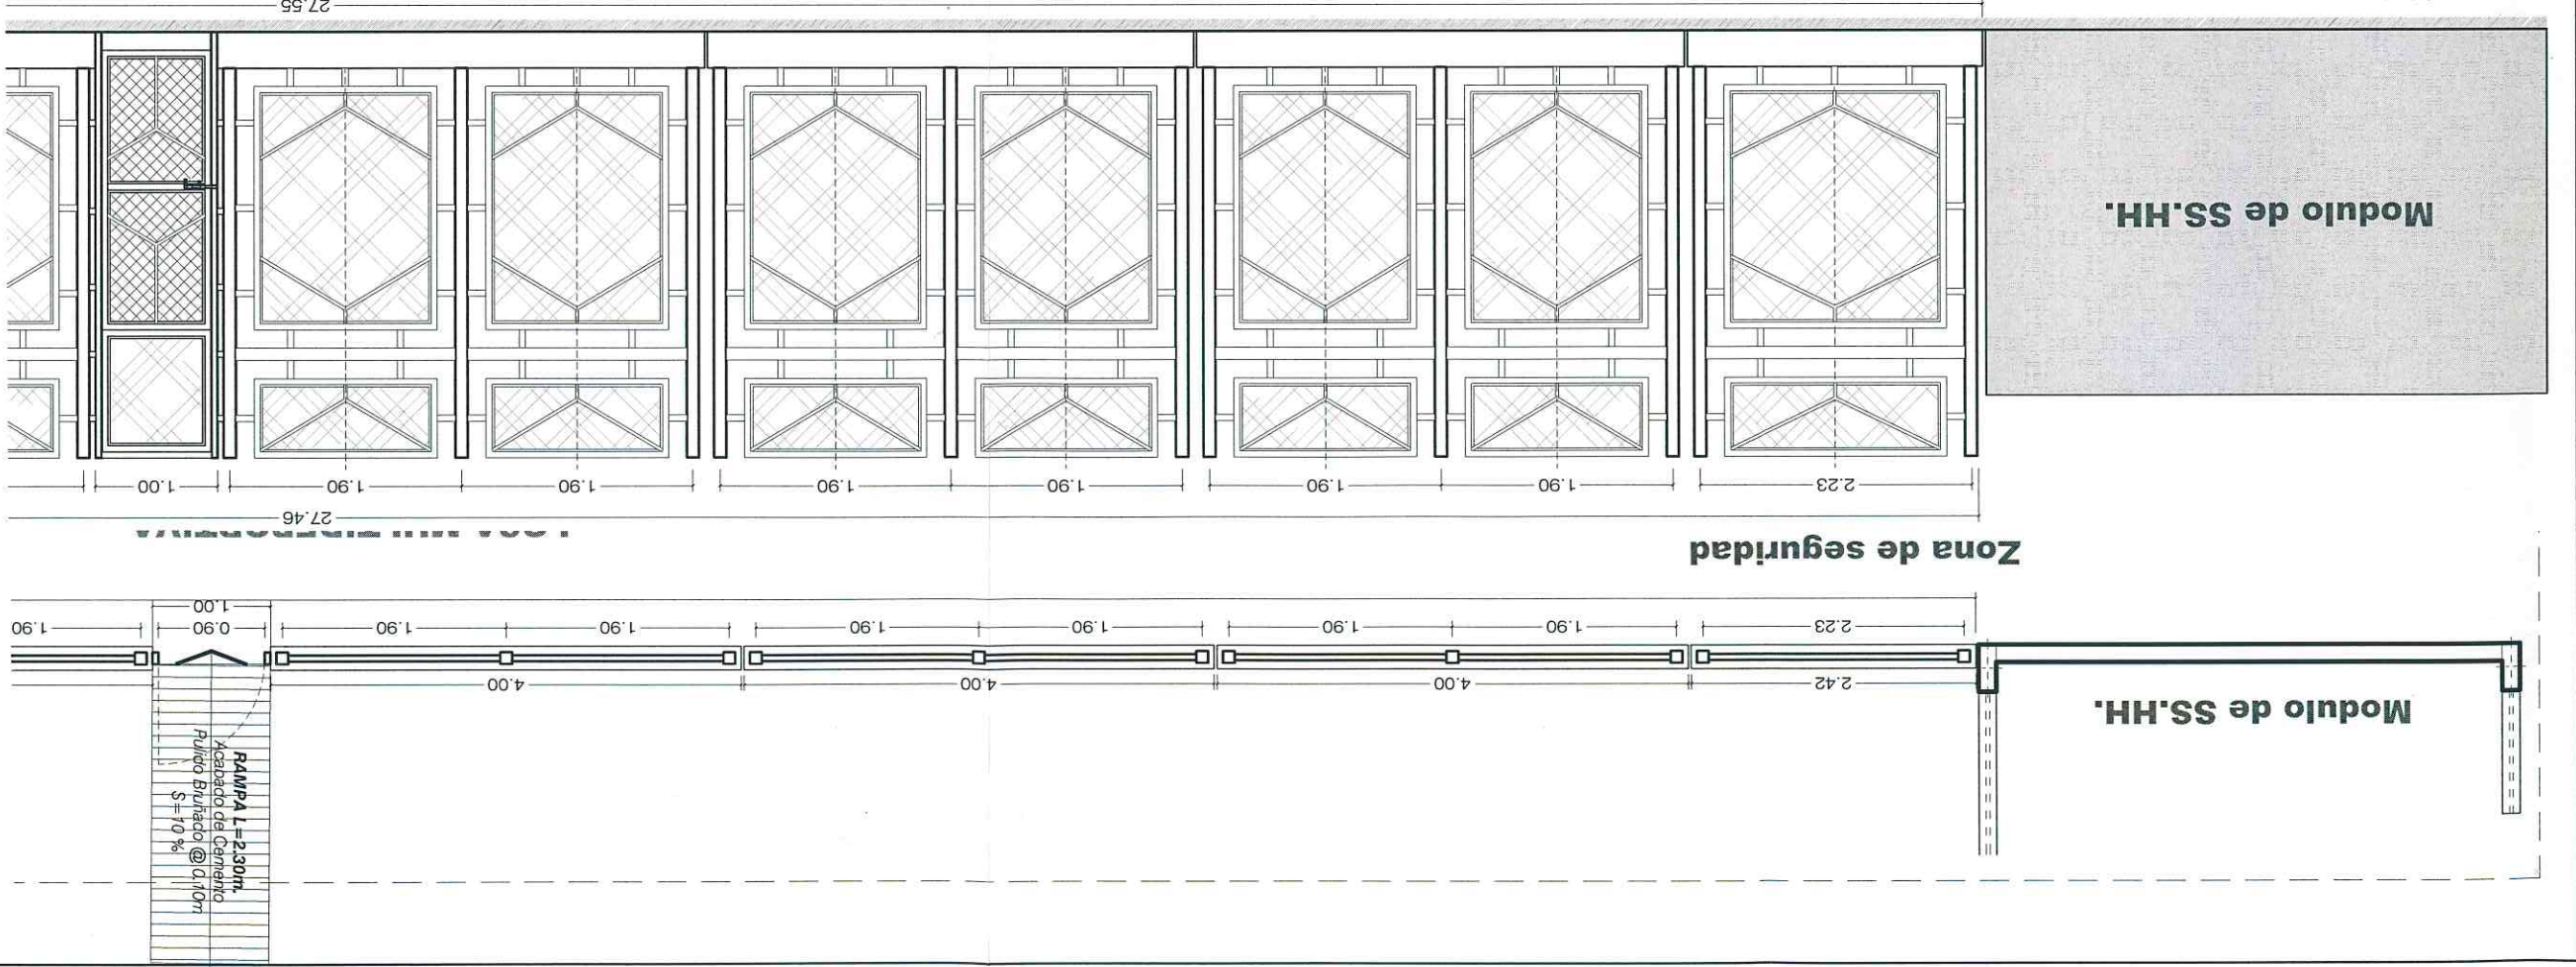 RAMPA L=2.30m.
Acabado de Cemento
Pulido Bruñado @0.10m
S=10%
Modulo de SS.HH.
2.42 4.00 4.00 4.00
2.23 1.90 1.90 1.90 1.90 1.90 1.90 0.90 1.90
1.00
Zona de seguridad
27.46
2.23 1.90 1.90 1.90 1.90 1.90 1.90 1.00
Modulo de SS.HH.
27.55